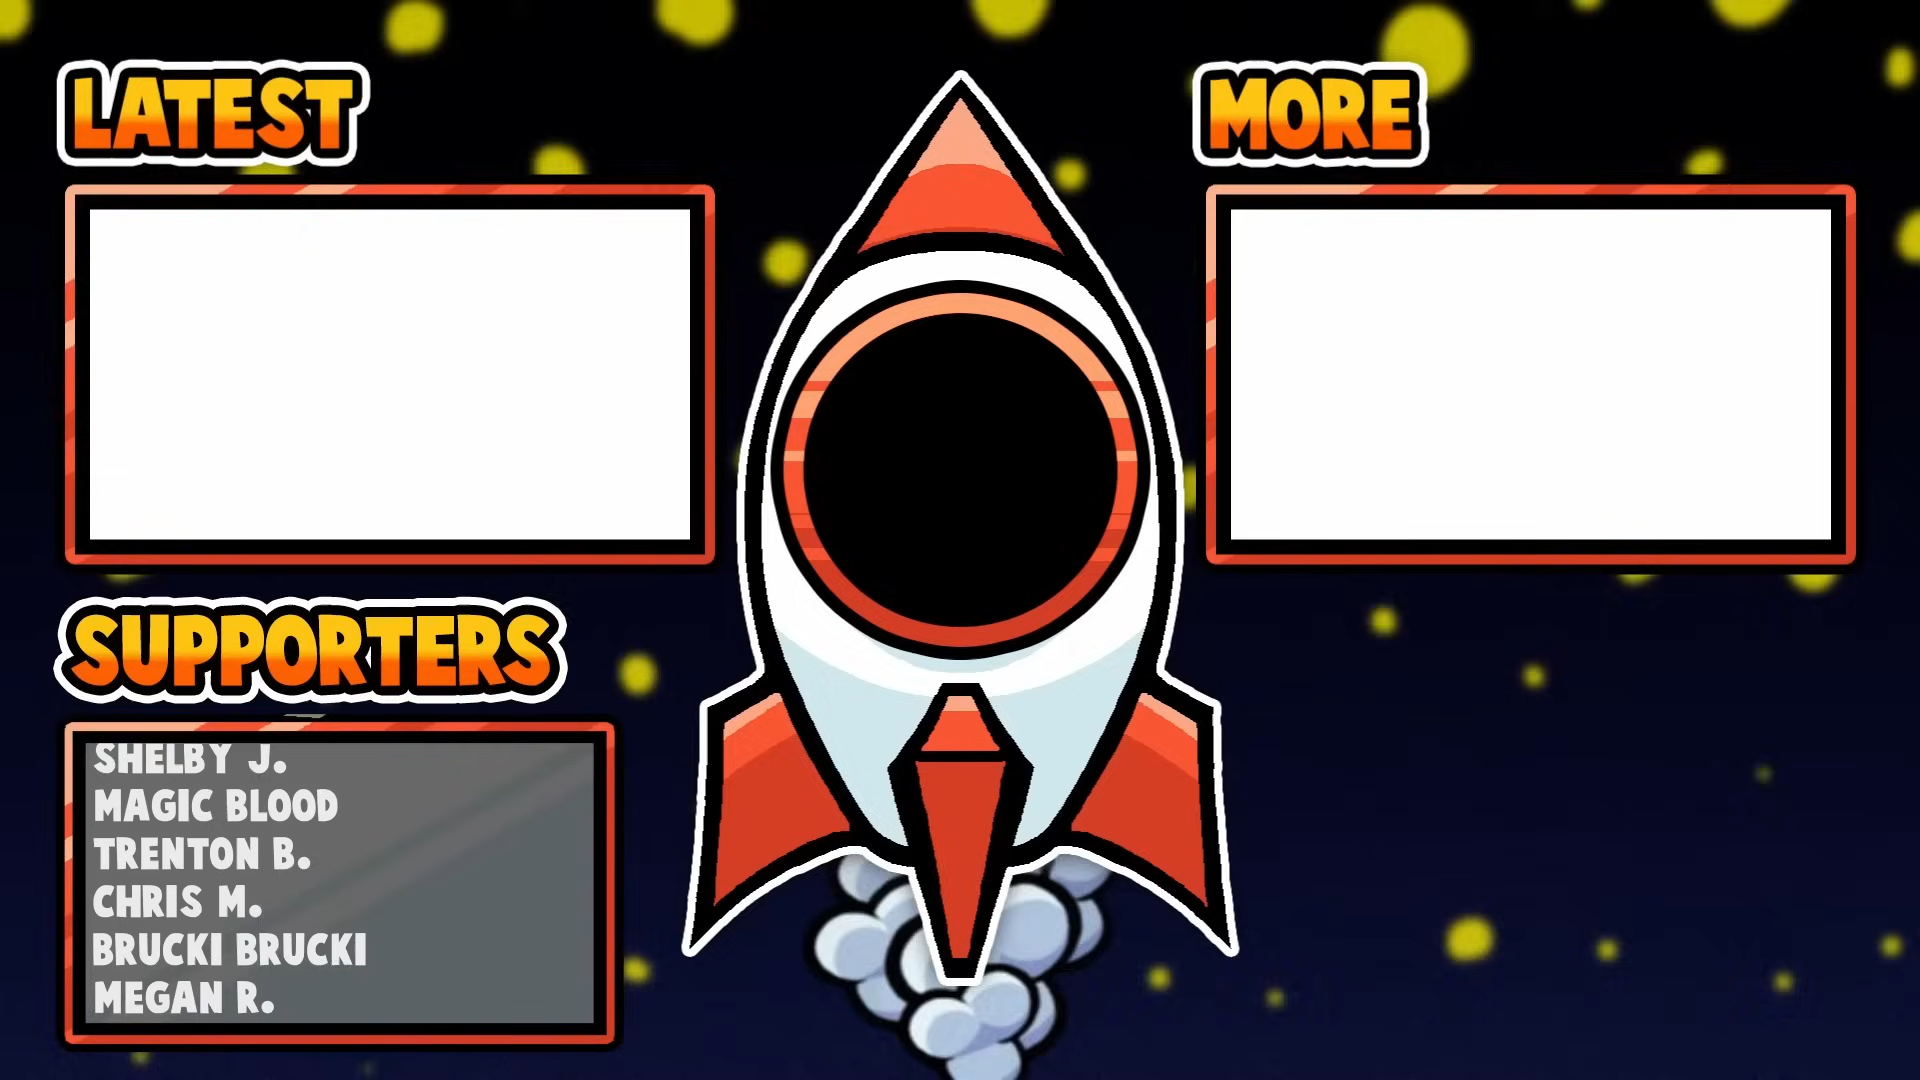 LATEST
MORE
SUPPORTERS
SHELBY J.
MAGIC BLOOD
TRENTON B.
CHRIS M.
BRUCKI BRUCKI
MEGAN R.